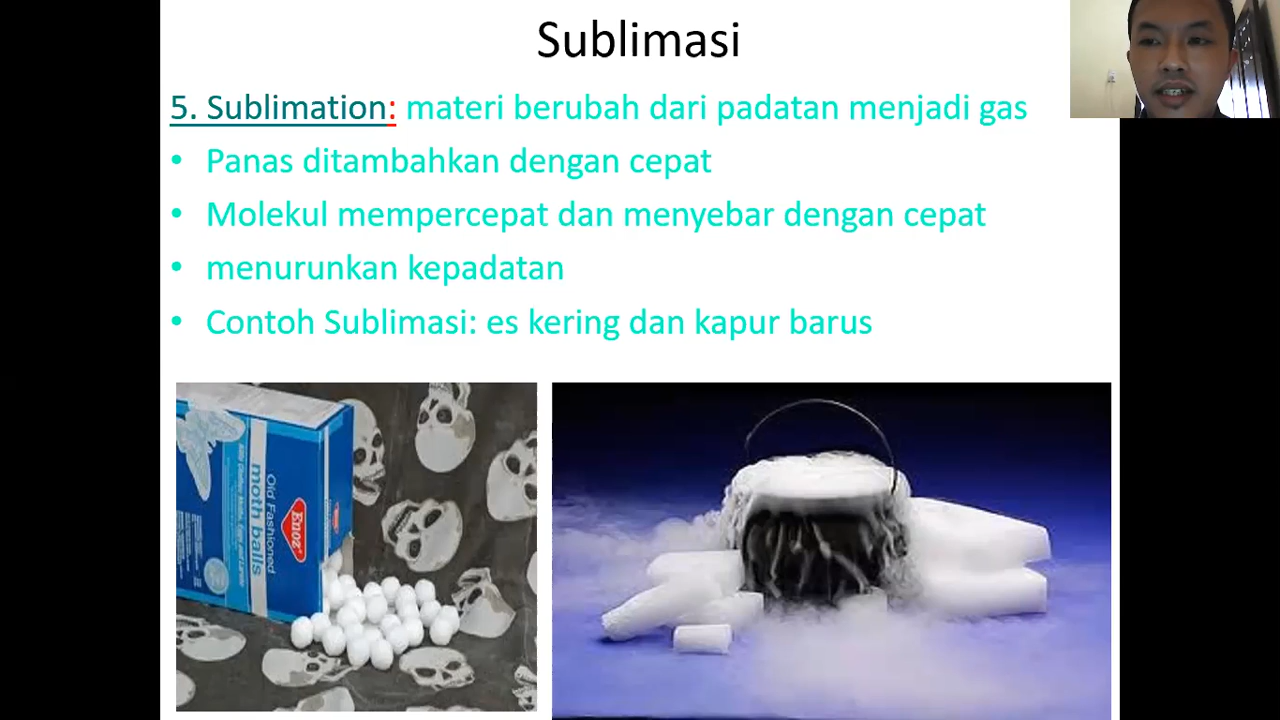 Sublimasi
5. Sublimation: materi berubah dari padatan menjadi gas
• Panas ditambahkan dengan cepat
• Molekul mempercepat dan menyebar dengan cepat
• menurunkan kepadatan
• Contoh Sublimasi: es kering dan kapur barus
Enoz
Old Fashioned
moth balls